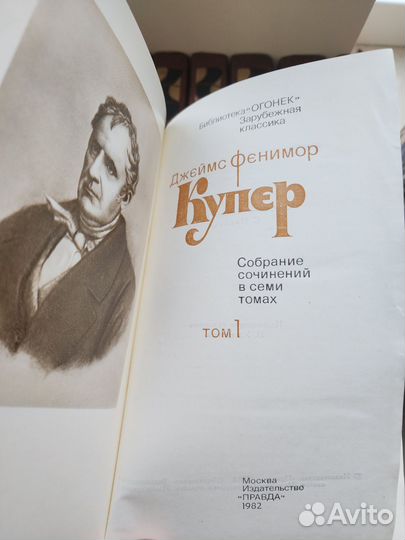 Библиотека "ОГОНЕК"
Зарубежная
классика
Джеймс Фенимор
Купер
Собрание
сочинений
в семи
томах
ТОМ 1
Москва
Издательство
"ПРАВДА"
1982
Avito